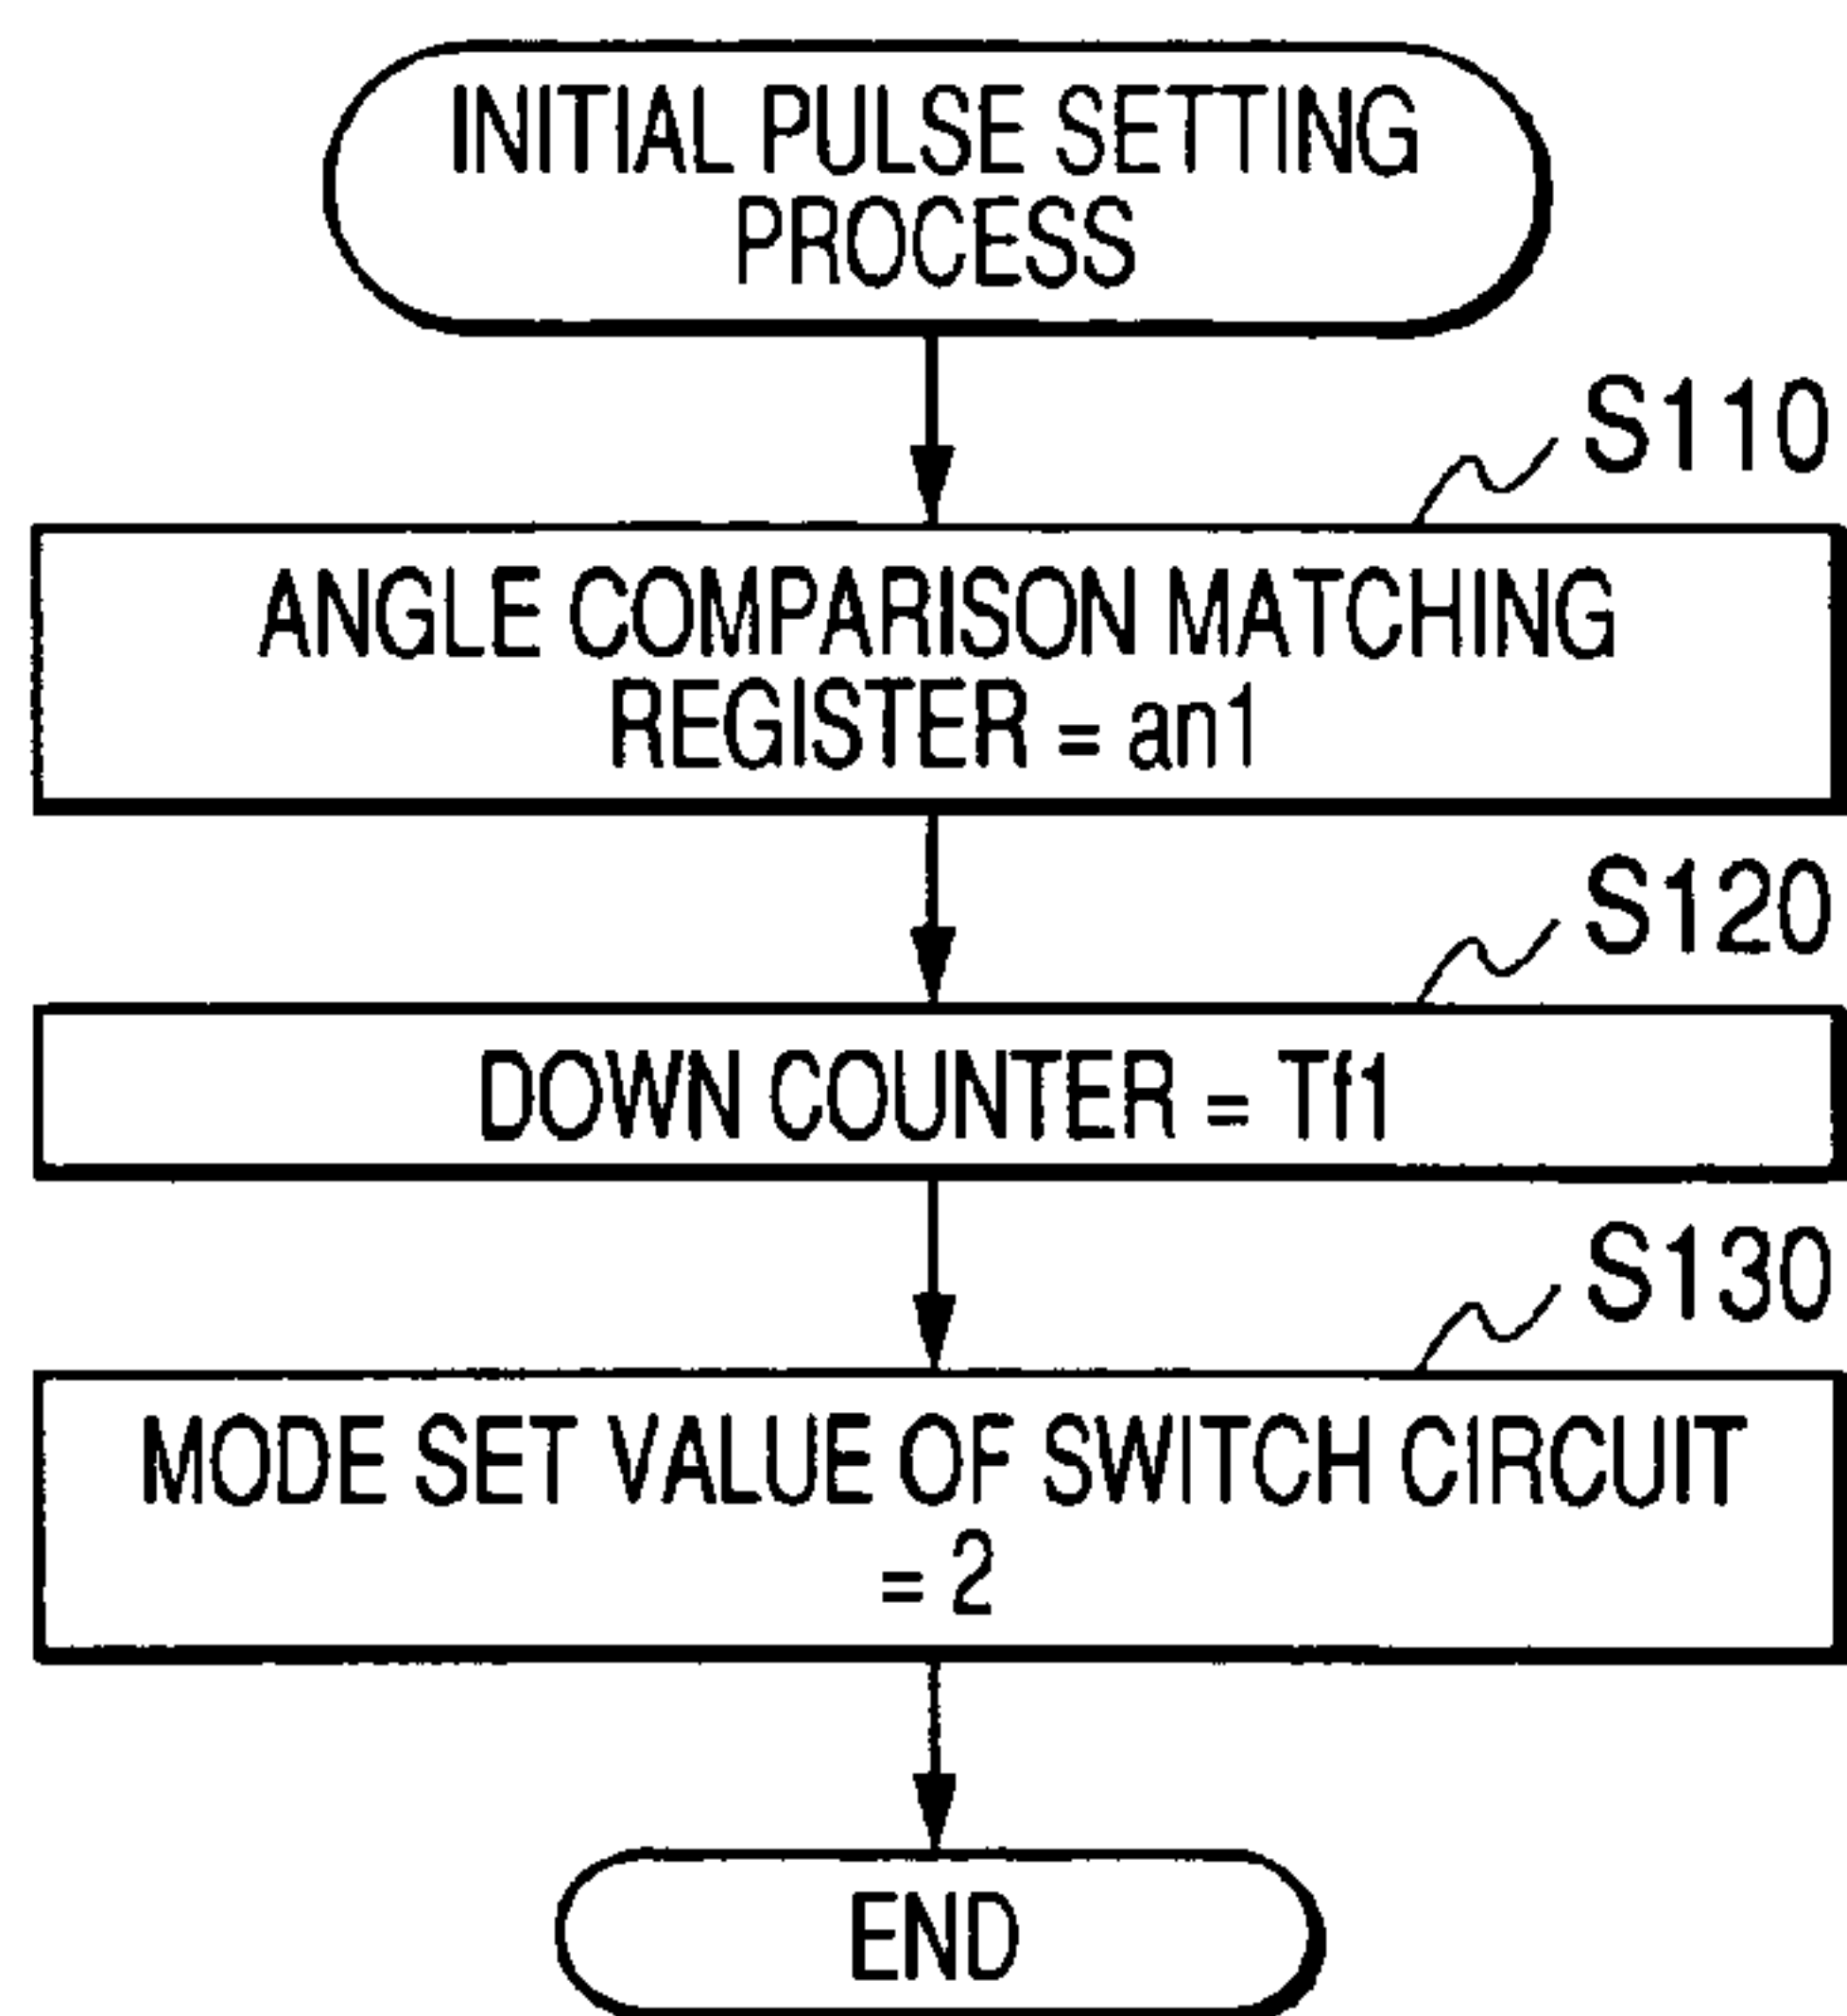 INITIAL PULSE SETTING
PROCESS
S110
ANGLE COMPARISON MATCHING
REGISTER = an1
S120
DOWN COUNTER = Tf1
S130
MODE SET VALUE OF SWITCH CIRCUIT
= 2
END